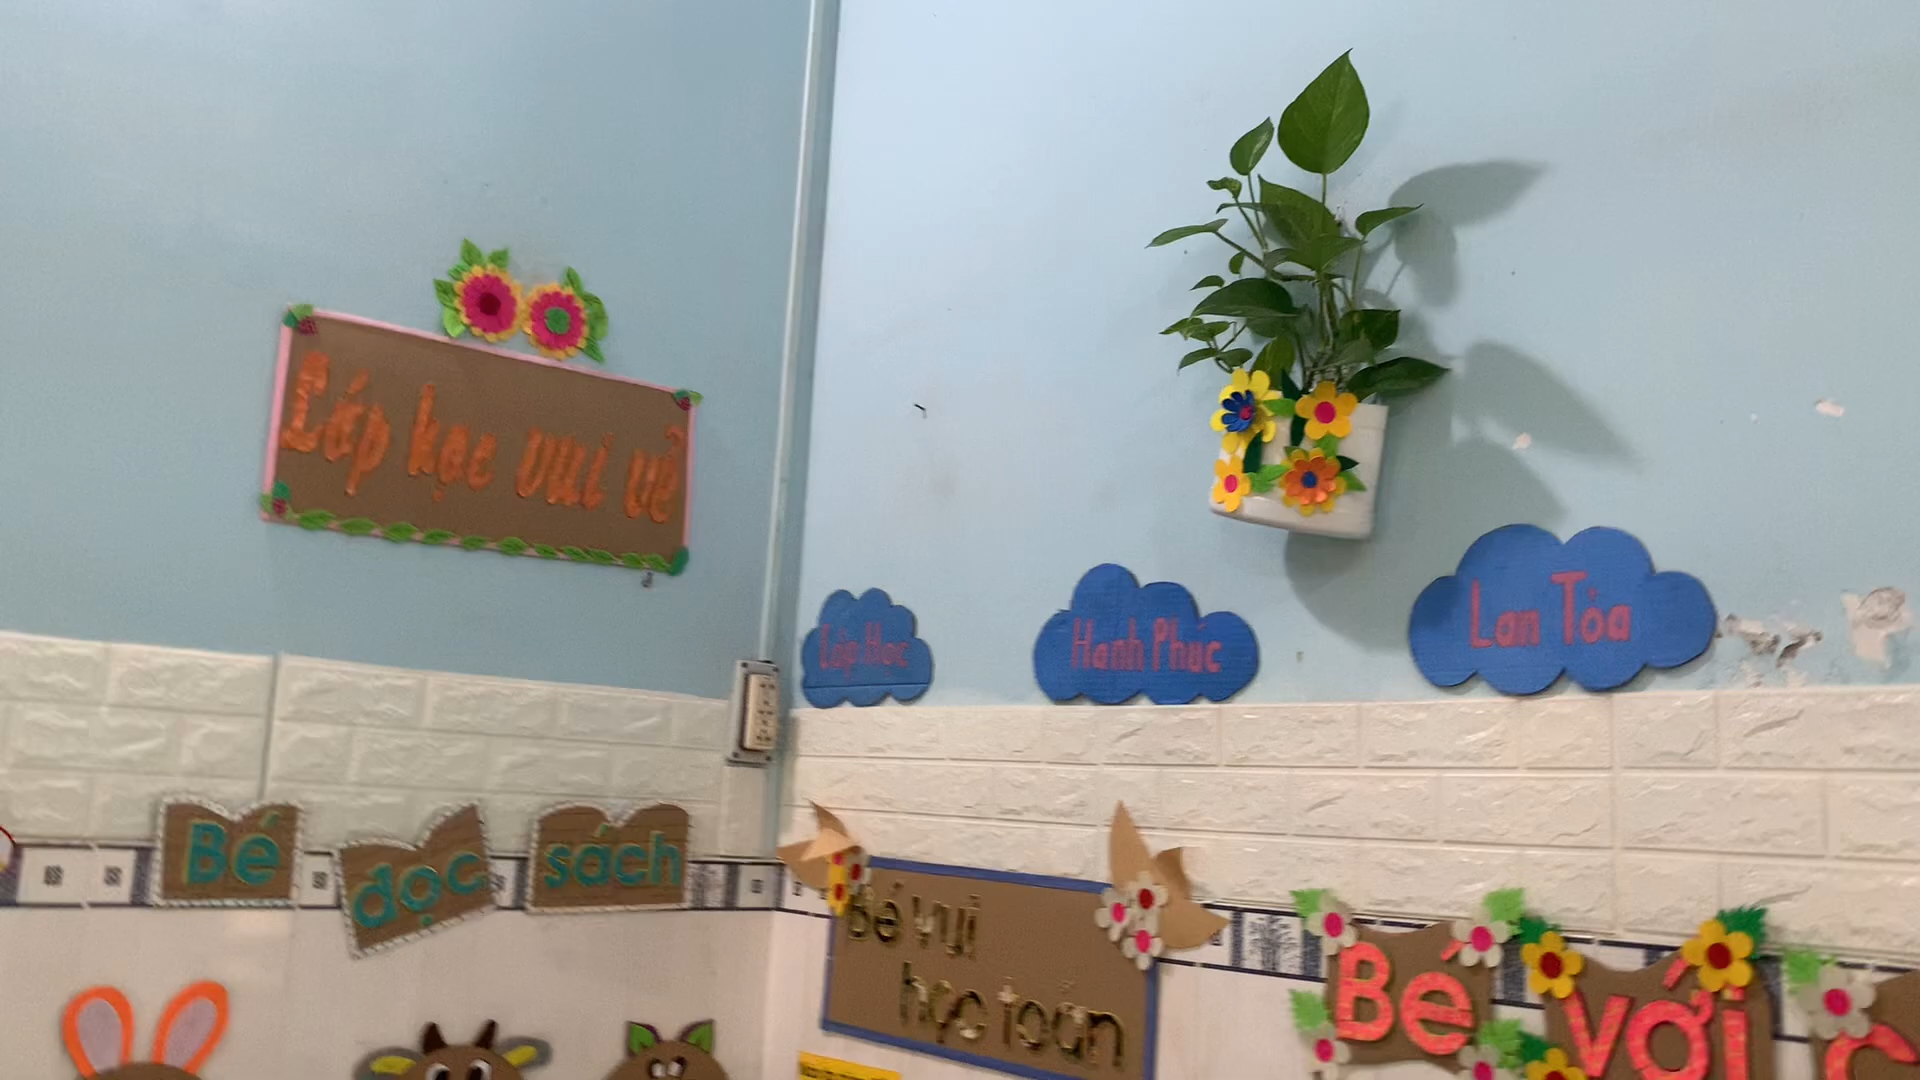 Lớp học vui vẻ
Lớp Học
Hạnh Phúc
Lan Tỏa
Bé
đọc
sách
Bé vui
học toán
Bé với